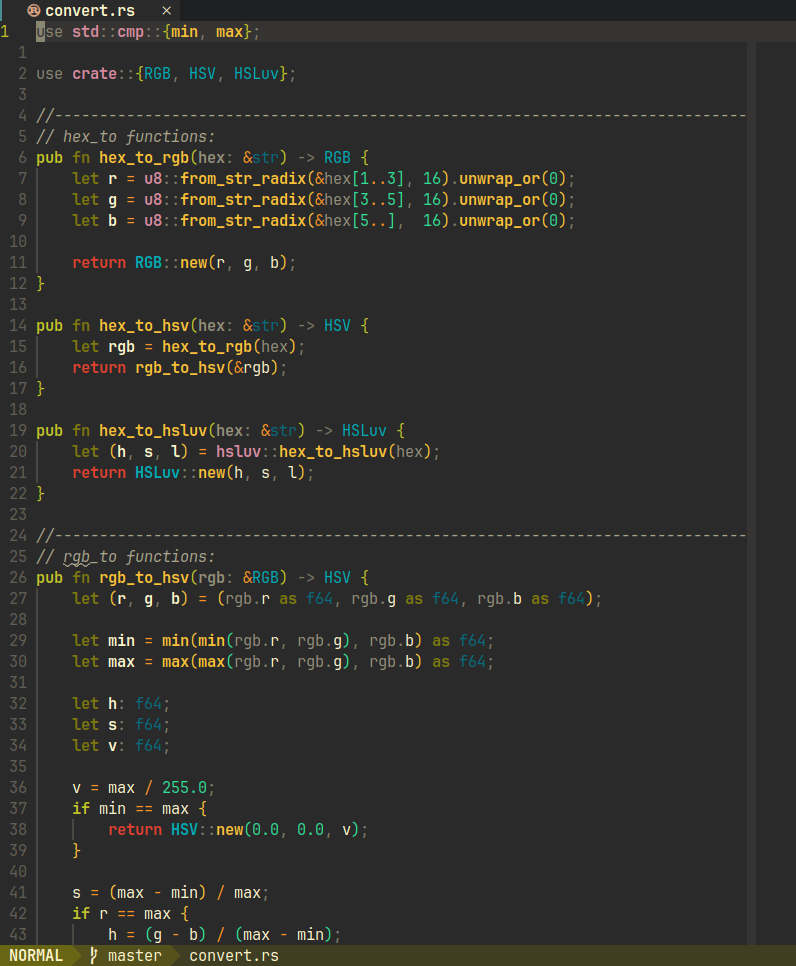 convert.rs ×
1 use std::cmp::{min, max};
1
2 use crate::{RGB, HSV, HSLuv};
3
4 //-----------------------------------------------------------------------------
5 // hex_to functions:
6 pub fn hex_to_rgb(hex: &str) -> RGB {
7     let r = u8::from_str_radix(&hex[1..3], 16).unwrap_or(0);
8     let g = u8::from_str_radix(&hex[3..5], 16).unwrap_or(0);
9     let b = u8::from_str_radix(&hex[5..],  16).unwrap_or(0);
10
11     return RGB::new(r, g, b);
12 }
13
14 pub fn hex_to_hsv(hex: &str) -> HSV {
15     let rgb = hex_to_rgb(hex);
16     return rgb_to_hsv(&rgb);
17 }
18
19 pub fn hex_to_hsluv(hex: &str) -> HSLuv {
20     let (h, s, l) = hsluv::hex_to_hsluv(hex);
21     return HSLuv::new(h, s, l);
22 }
23
24 //-----------------------------------------------------------------------------
25 // rgb_to functions:
26 pub fn rgb_to_hsv(rgb: &RGB) -> HSV {
27     let (r, g, b) = (rgb.r as f64, rgb.g as f64, rgb.b as f64);
28
29     let min = min(min(rgb.r, rgb.g), rgb.b) as f64;
30     let max = max(max(rgb.r, rgb.g), rgb.b) as f64;
31
32     let h: f64;
33     let s: f64;
34     let v: f64;
35
36     v = max / 255.0;
37     if min == max {
38         return HSV::new(0.0, 0.0, v);
39     }
40
41     s = (max - min) / max;
42     if r == max {
43         h = (g - b) / (max - min);
NORMAL master convert.rs